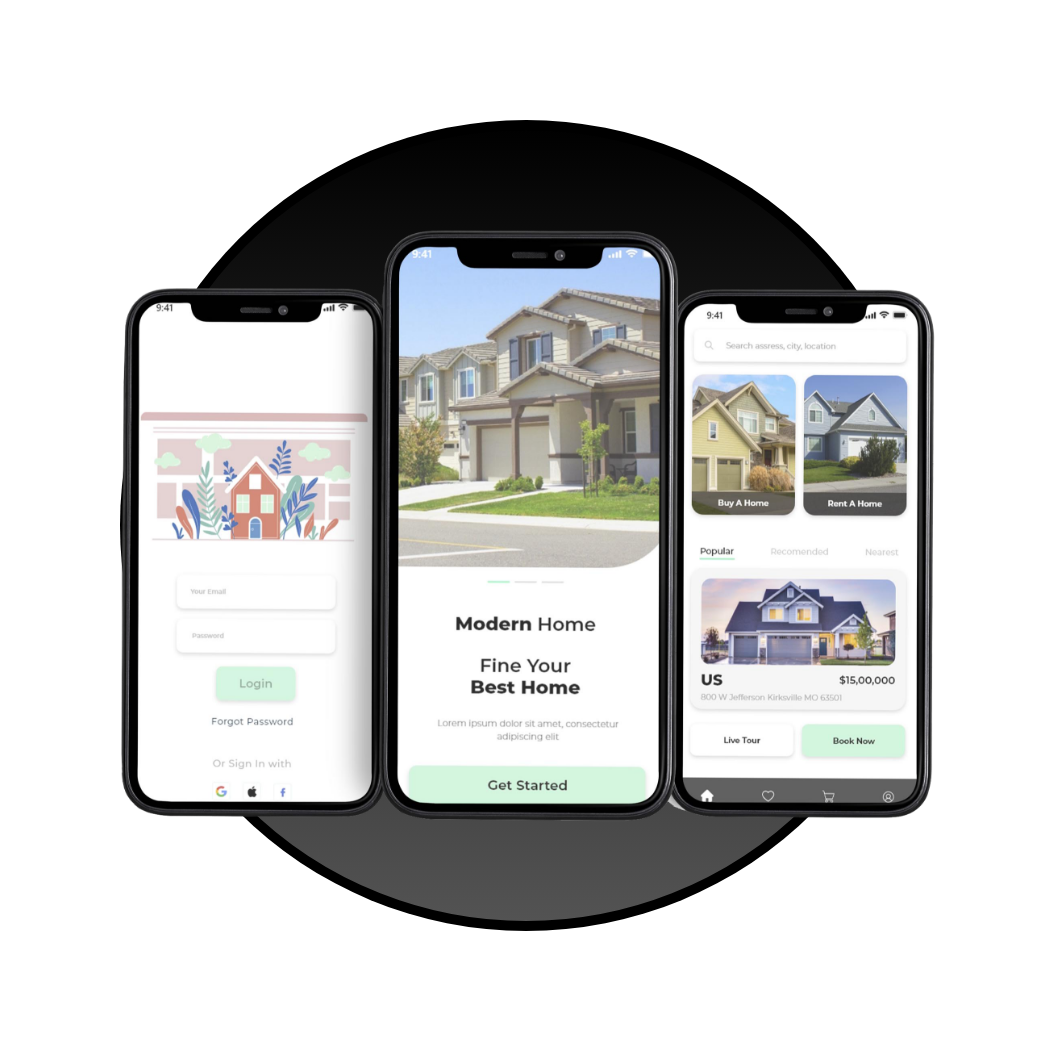 9:41
Your Email
Password
Login
Forgot Password
Or Sign In with
9:41
Modern Home
Fine Your
Best Home
Lorem ipsum dolor sit amet, consectetur
adipiscing elit
Get Started
9:41
Search assress, city, location
Buy A Home
Rent A Home
Popular
Recomended
Nearest
US
$15,00,000
800 W Jefferson Kirksville MO 63501
Live Tour
Book Now